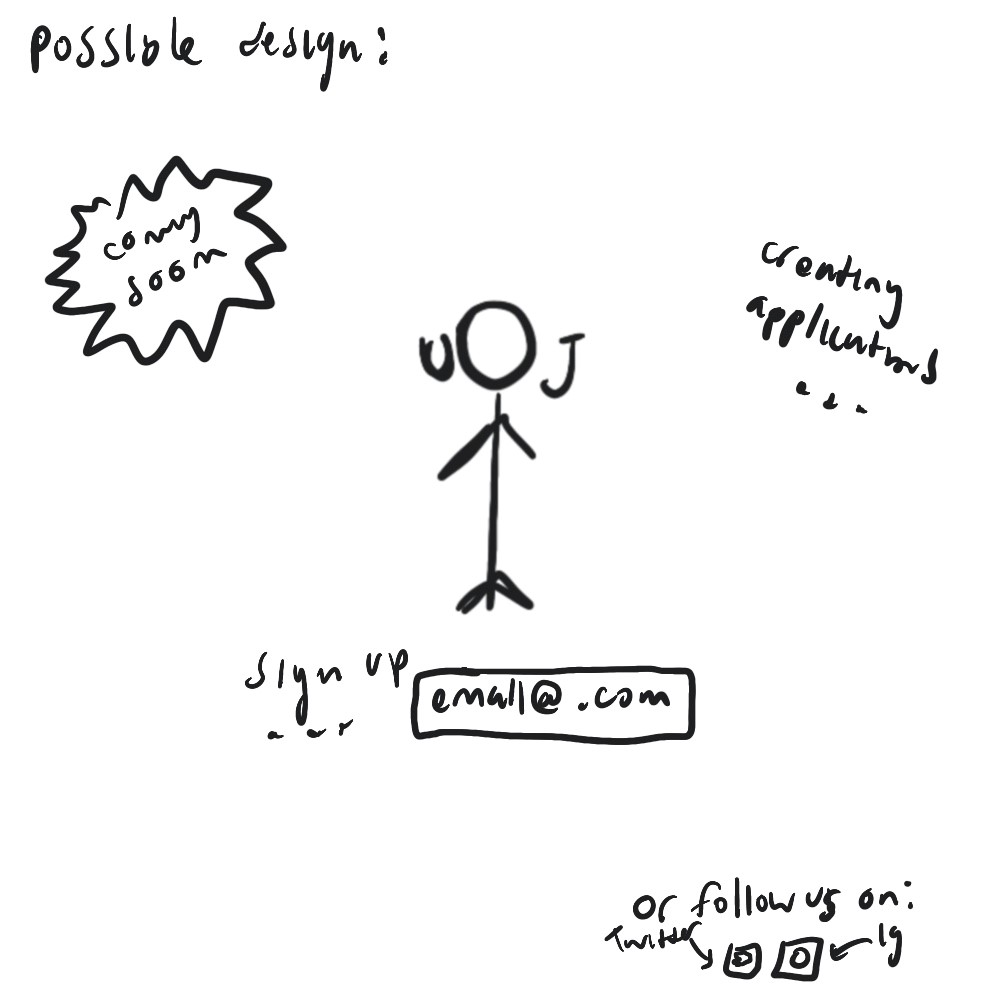 possible design:
coming
soon
creating
applications
...
U J
sign up
...
email@.com
or follow us on:
Twitter
ig